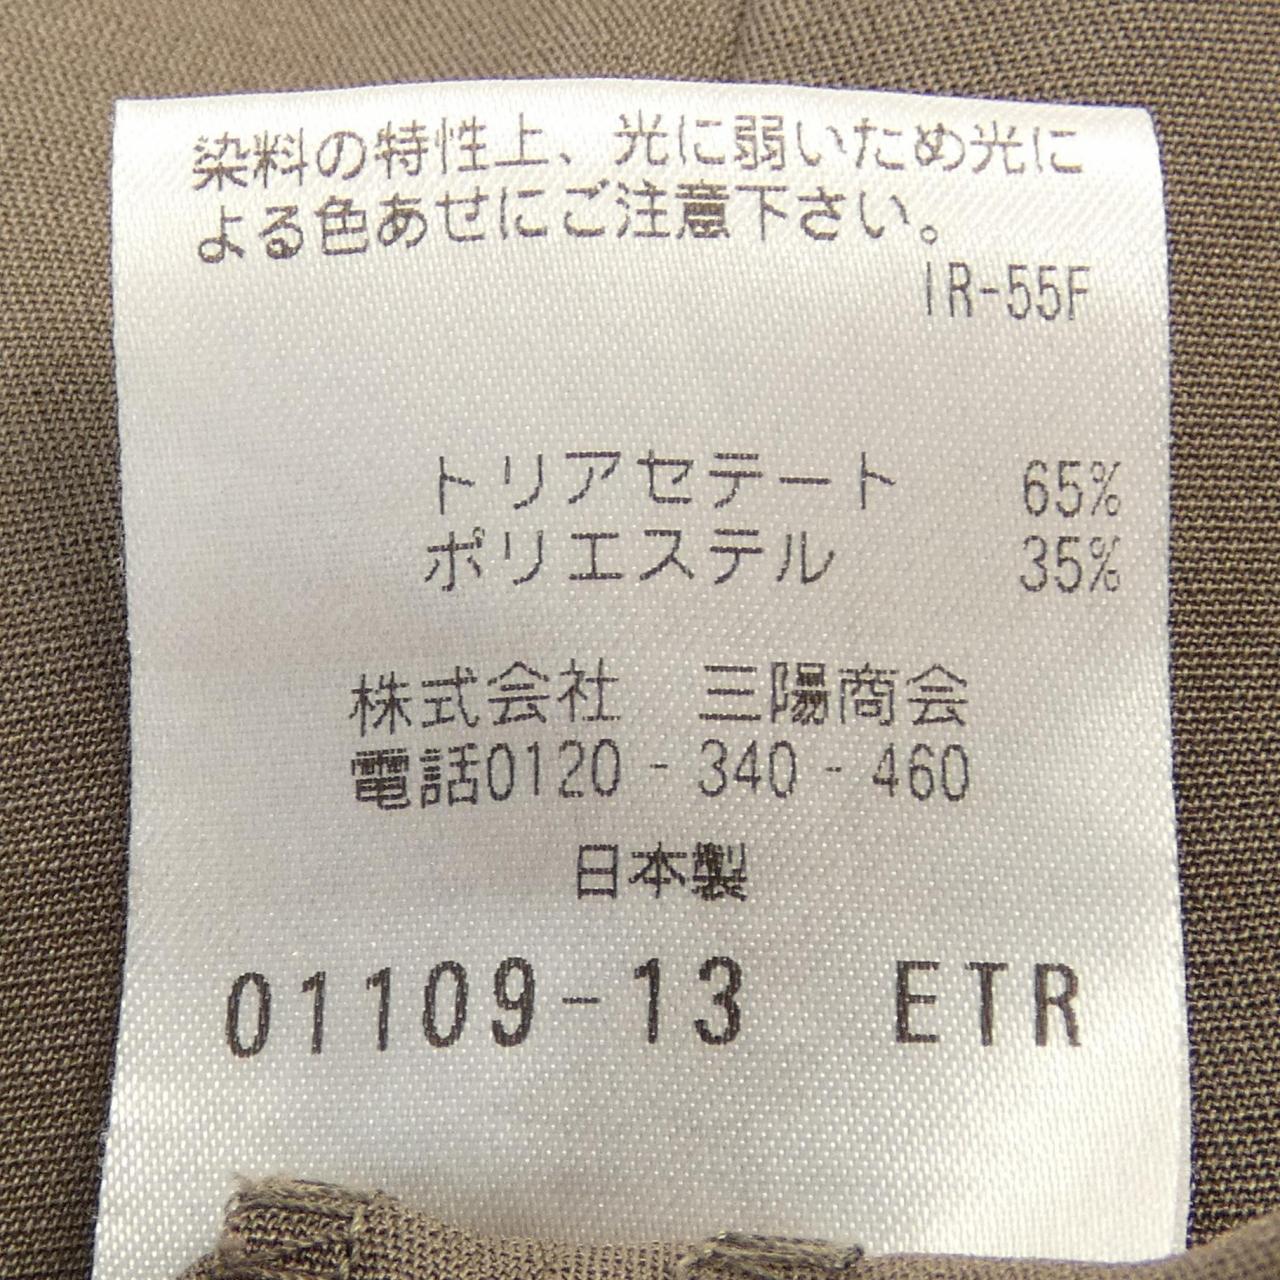 染料の特性上、光に弱いため光に
よる色あせにご注意下さい。
IR-55F
トリアセテート 65%
ポリエステル 35%
株式会社 三陽商会
電話0120-340-460
日本製
01109-13 ETR